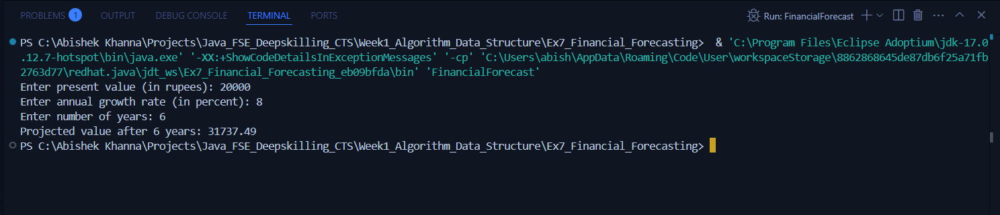 PROBLEMS 1 OUTPUT DEBUG CONSOLE TERMINAL PORTS Run: FinancialForecast
PS C:\Abishek Khanna\Projects\Java_FSE_Deepskilling_CTS\Week1_Algorithm_Data_Structure\Ex7_Financial_Forecasting>  & 'C:\Program Files\Eclipse Adoptium\jdk-17.0
.12.7-hotspot\bin\java.exe' '-XX:+ShowCodeDetailsInExceptionMessages' '-cp' 'C:\Users\abish\AppData\Roaming\Code\User\workspaceStorage\8862868645de87db6f25a71fb
2763d77\redhat.java\jdt_ws\Ex7_Financial_Forecasting_eb09bfda\bin' 'FinancialForecast'
Enter present value (in rupees): 20000
Enter annual growth rate (in percent): 8
Enter number of years: 6
Projected value after 6 years: 31737.49
PS C:\Abishek Khanna\Projects\Java_FSE_Deepskilling_CTS\Week1_Algorithm_Data_Structure\Ex7_Financial_Forecasting>